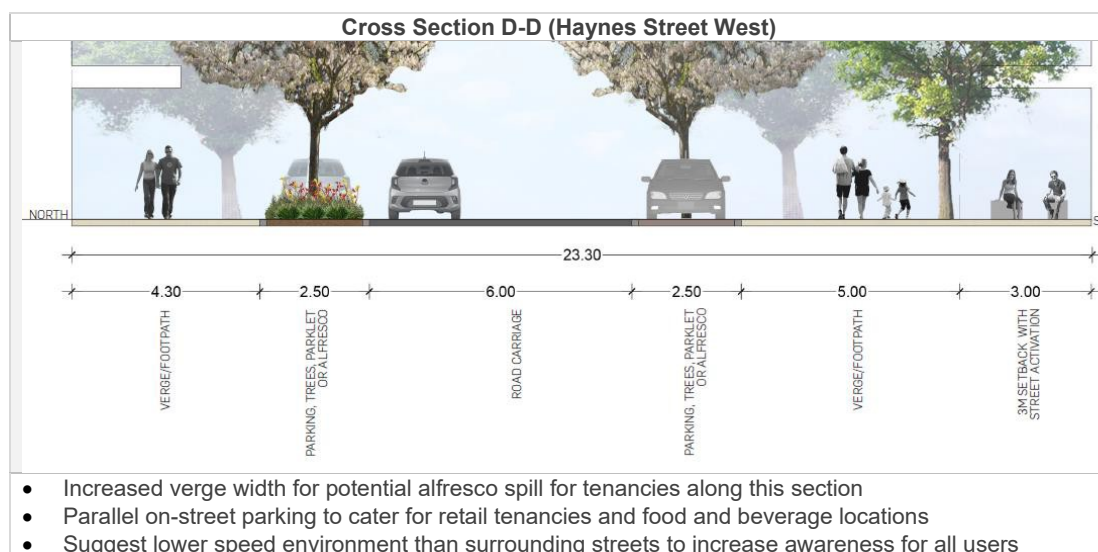 Cross Section D-D (Haynes Street West)
NORTH
S
23.30
4.30
2.50
6.00
2.50
5.00
3.00
VERGE/FOOTPATH
PARKING, TREES, PARKLET
OR ALFRESCO
ROAD CARRIAGE
PARKING, TREES, PARKLET
OR ALFRESCO
VERGE/FOOTPATH
3M SETBACK WITH
STREET ACTIVATION
• Increased verge width for potential alfresco spill for tenancies along this section
• Parallel on-street parking to cater for retail tenancies and food and beverage locations
• Suggest lower speed environment than surrounding streets to increase awareness for all users